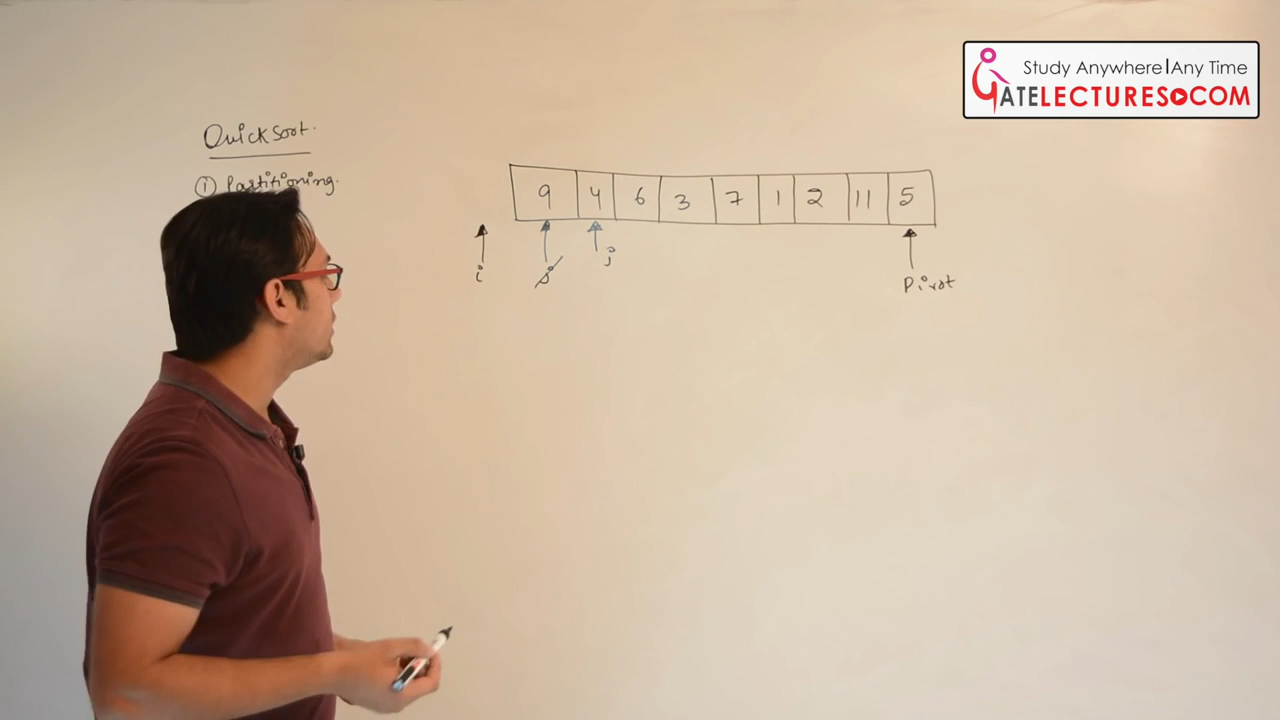 Study Anywhere|Any Time
GATELECTURES.COM
Quicksort.
① Partitioning.
9 4 6 3 7 1 2 11 5
i j j
Pivot